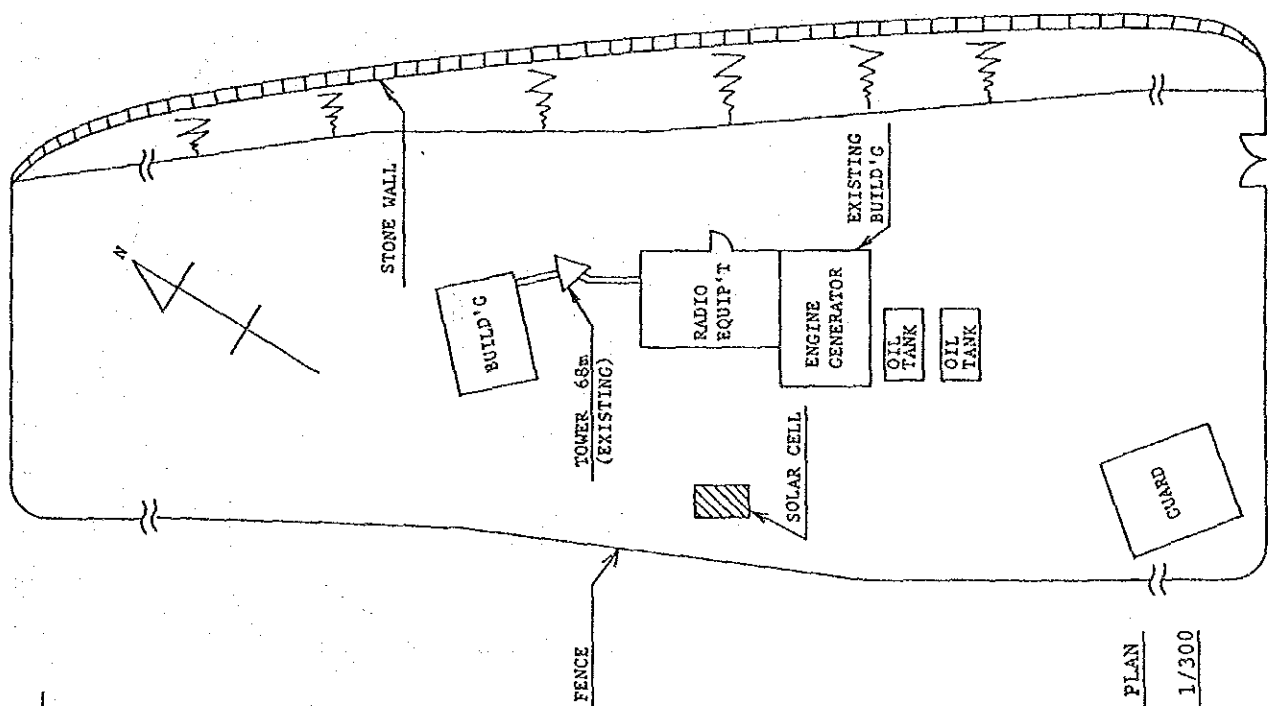 N
STONE WALL
EXISTING
BUILD'G
BUILD'G
TOWER 68m
(EXISTING)
RADIO
EQUIP'T
ENGINE
GENERATOR
OIL
TANK
OIL
TANK
SOLAR CELL
GUARD
FENCE
PLAN
1/300